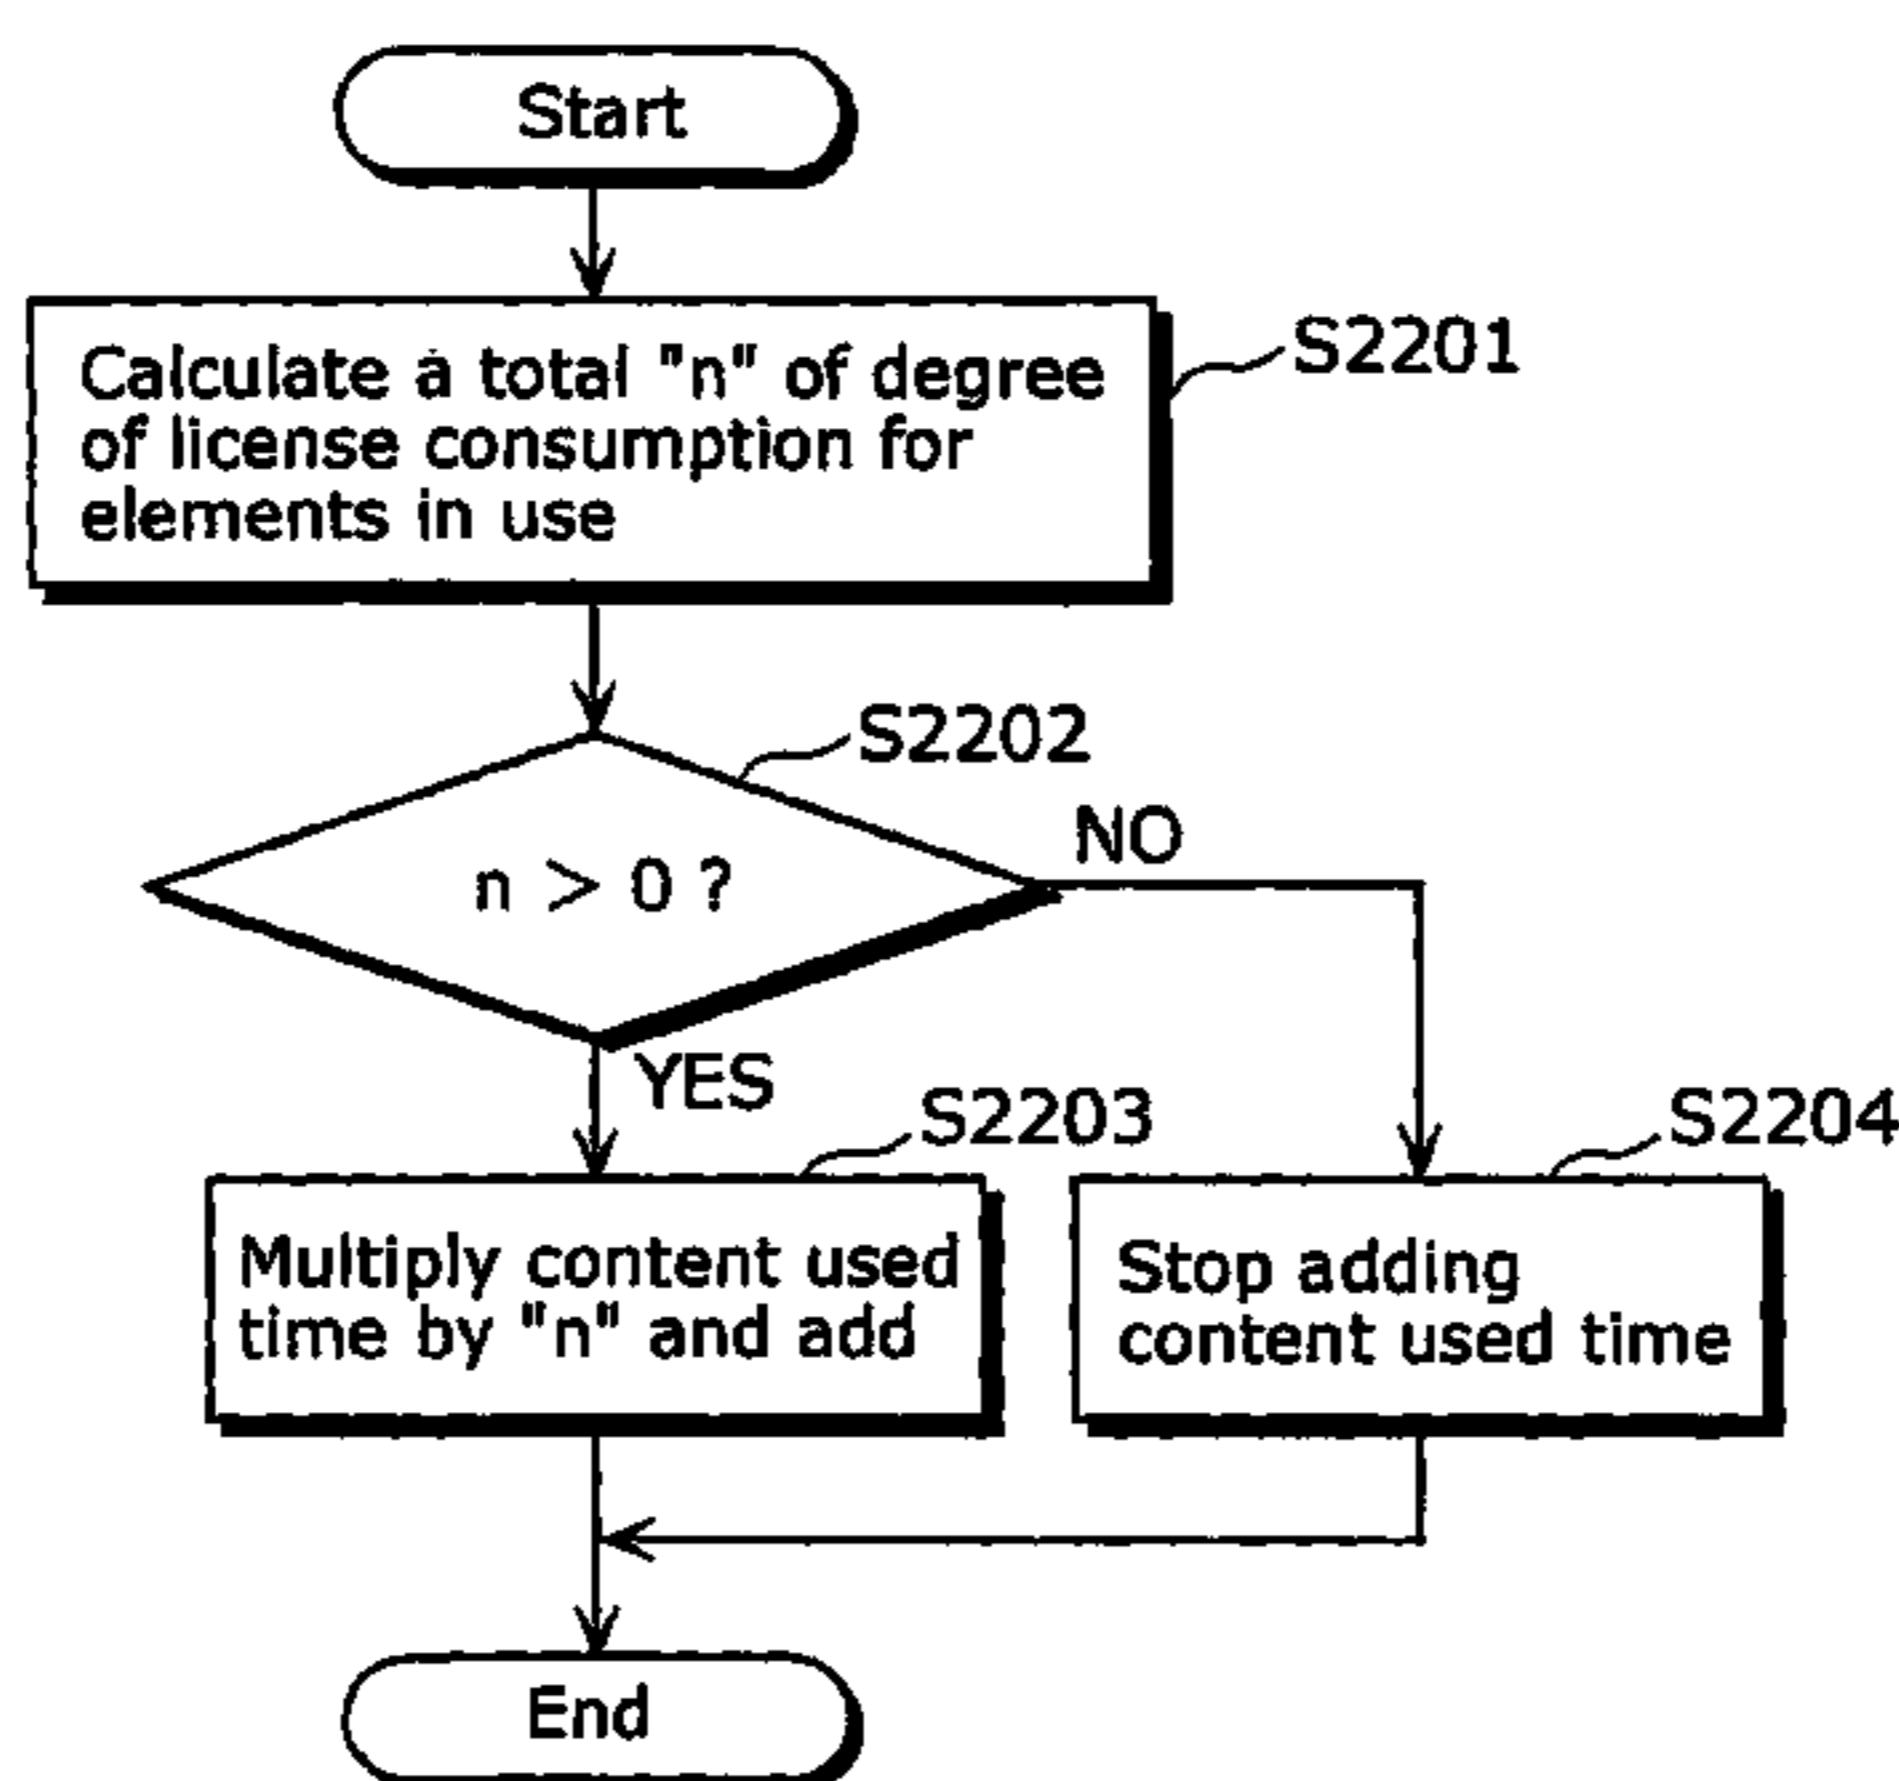 Start
Calculate a total "n" of degree
of license consumption for
elements in use
S2201
S2202
n > 0 ?
NO
YES
S2203
Multiply content used
time by "n" and add
S2204
Stop adding
content used time
End